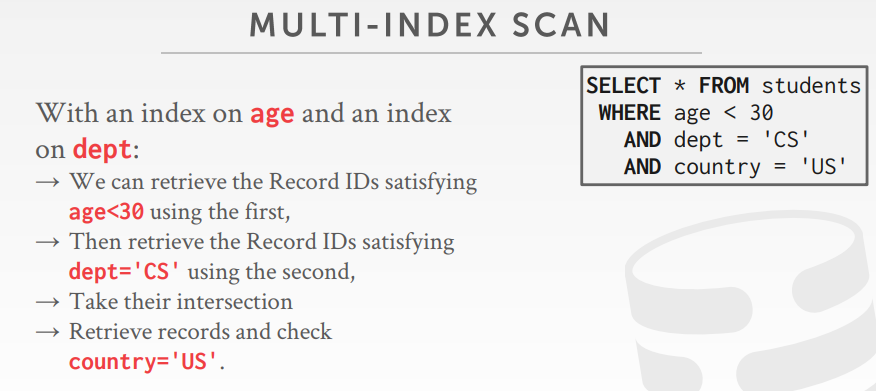 MULTI-INDEX SCAN
With an index on age and an index
on dept:
→ We can retrieve the Record IDs satisfying
age<30 using the first,
→ Then retrieve the Record IDs satisfying
dept='CS' using the second,
→ Take their intersection
→ Retrieve records and check
country='US'.
SELECT * FROM students
WHERE age < 30
AND dept = 'CS'
AND country = 'US'